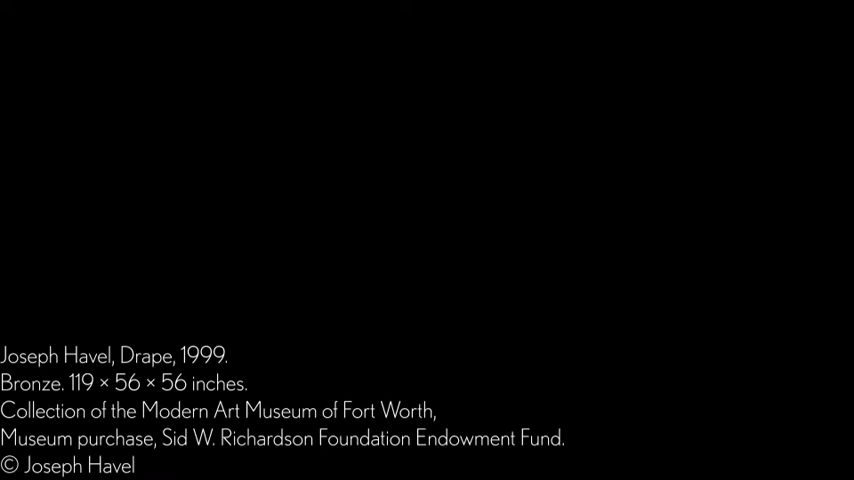 Joseph Havel, Drape, 1999.
Bronze. 119 × 56 × 56 inches.
Collection of the Modern Art Museum of Fort Worth,
Museum purchase, Sid W. Richardson Foundation Endowment Fund.
© Joseph Havel